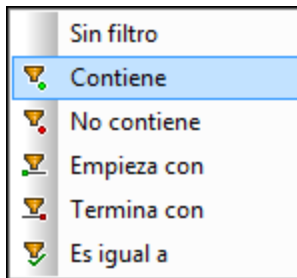 Sin filtro
Contiene
No contiene
Empieza con
Termina con
Es igual a